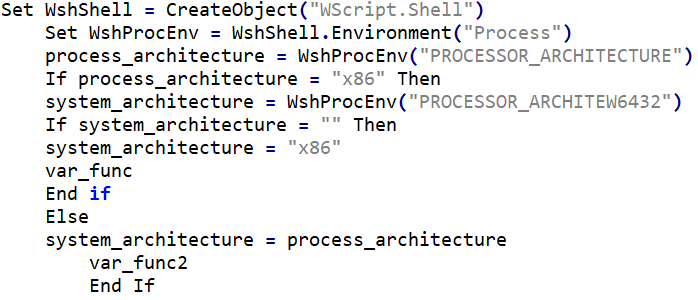 Set WshShell = CreateObject("WScript.Shell")
Set WshProcEnv = WshShell.Environment("Process")
process_architecture = WshProcEnv("PROCESSOR_ARCHITECTURE")
If process_architecture = "x86" Then
system_architecture = WshProcEnv("PROCESSOR_ARCHITEW6432")
If system_architecture = "" Then
system_architecture = "x86"
var_func
End if
Else
system_architecture = process_architecture
var_func2
End If